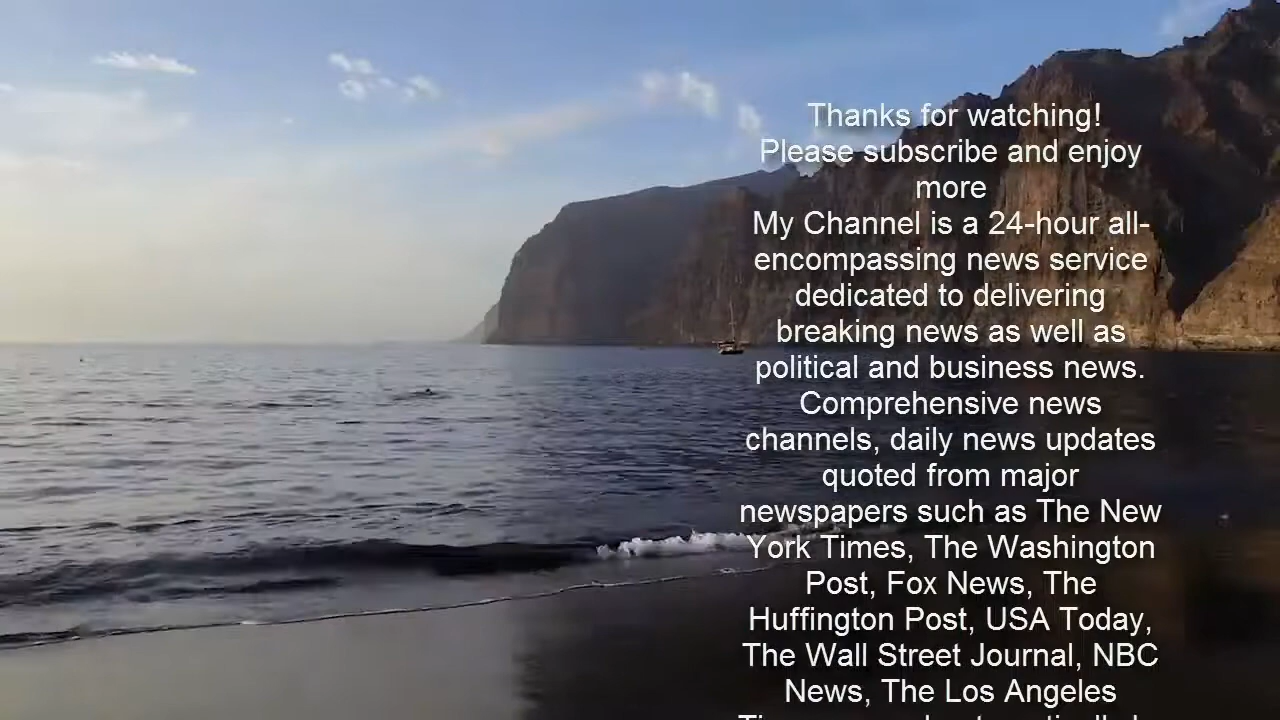 Thanks for watching!
Please subscribe and enjoy
more
My Channel is a 24-hour all-
encompassing news service
dedicated to delivering
breaking news as well as
political and business news.
Comprehensive news
channels, daily news updates
quoted from major
newspapers such as The New
York Times, The Washington
Post, Fox News, The
Huffington Post, USA Today,
The Wall Street Journal, NBC
News, The Los Angeles